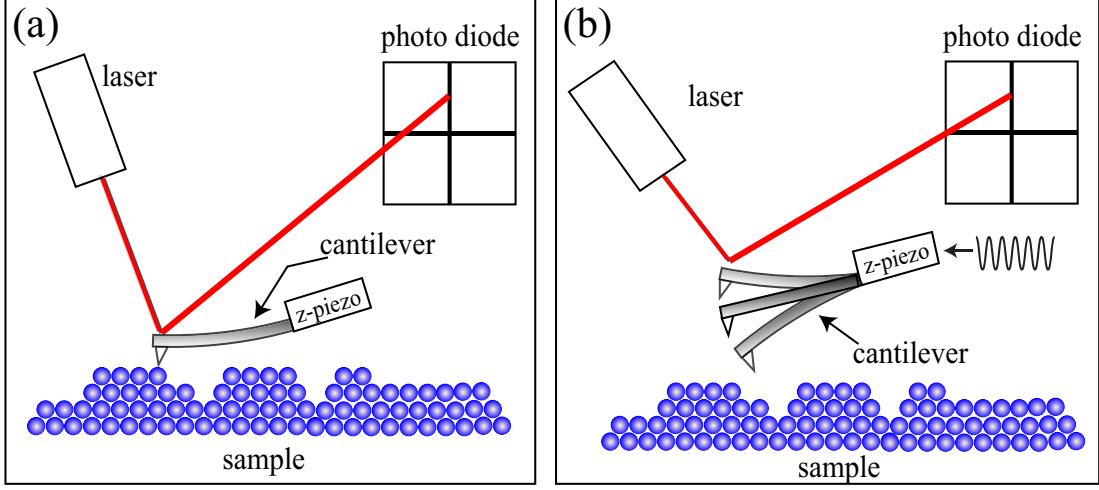 (a)
photo diode
laser
cantilever
z-piezo
sample
(b)
photo diode
laser
z-piezo
cantilever
sample